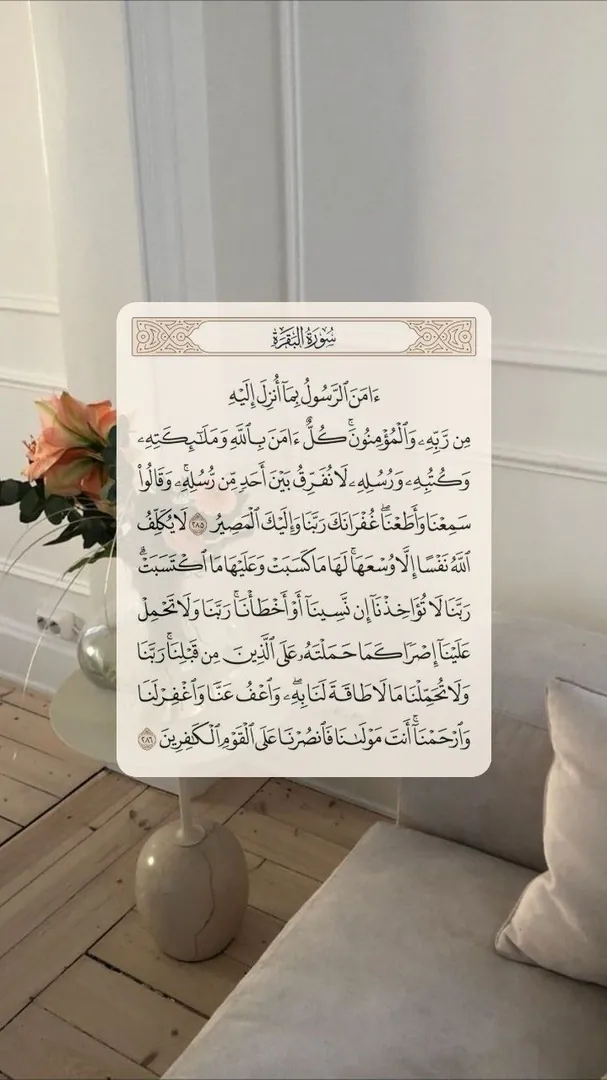 سُورَةُ البَقَرَةِ
ءَامَنَ ٱلرَّسُولُ بِمَآ أُنزِلَ إِلَيْهِ
مِن رَّبِّهِۦ وَٱلْمُؤْمِنُونَۚ كُلٌّ ءَامَنَ بِٱللَّهِ وَمَلَٰٓئِكَتِهِۦ
وَكُتُبِهِۦ وَرُسُلِهِۦ لَا نُفَرِّقُ بَيْنَ أَحَدٍ مِّن رُّسُلِهِۦۚ وَقَالُوا۟
سَمِعْنَا وَأَطَعْنَاۖ غُفْرَانَكَ رَبَّنَا وَإِلَيْكَ ٱلْمَصِيرُ ٢٨٥ لَا يُكَلِّفُ
ٱللَّهُ نَفْسًا إِلَّا وُسْعَهَاۚ لَهَا مَا كَسَبَتْ وَعَلَيْهَا مَا ٱكْتَسَبَتْۗ
رَبَّنَا لَا تُؤَاخِذْنَآ إِن نَّسِينَآ أَوْ أَخْطَأْنَاۚ رَبَّنَا وَلَا تَحْمِلْ
عَلَيْنَآ إِصْرًا كَمَا حَمَلْتَهُۥ عَلَى ٱلَّذِينَ مِن قَبْلِنَاۚ رَبَّنَا
وَلَا تُحَمِّلْنَا مَا لَا طَاقَةَ لَنَا بِهِۦۖ وَٱعْفُ عَنَّا وَٱغْفِرْ لَنَا
وَٱرْحَمْنَآۚ أَنتَ مَوْلَىٰنَا فَٱنصُرْنَا عَلَى ٱلْقَوْمِ ٱلْكَٰفِرِينَ ٢٨٦